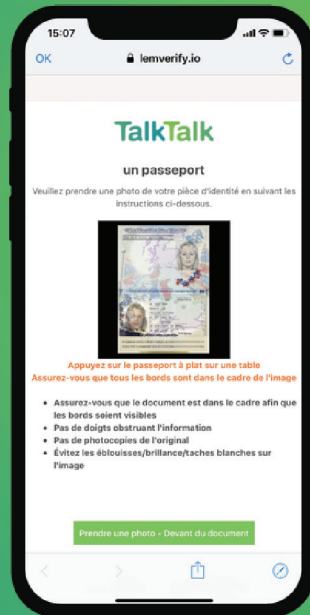 15:07
OK
lemverify.io
TalkTalk
un passeport
Veuillez prendre une photo de votre pièce d'identité en suivant les
instructions ci-dessous.
Appuyez sur le passeport à plat sur une table
Assurez-vous que tous les bords sont dans le cadre de l'image
• Assurez-vous que le document est dans le cadre afin que
les bords soient visibles
• Pas de doigts obstruant l'information
• Pas de photocopies de l'original
• Évitez les éblouisses/brillance/taches blanches sur
l'image
Prendre une photo - Devant du document